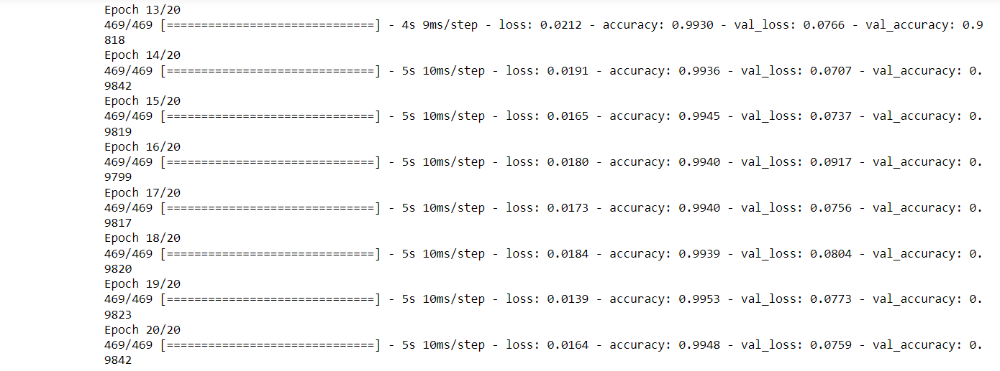 Epoch 13/20
469/469 [==============================] - 4s 9ms/step - loss: 0.0212 - accuracy: 0.9930 - val_loss: 0.0766 - val_accuracy: 0.9
818
Epoch 14/20
469/469 [==============================] - 5s 10ms/step - loss: 0.0191 - accuracy: 0.9936 - val_loss: 0.0707 - val_accuracy: 0.
9842
Epoch 15/20
469/469 [==============================] - 5s 10ms/step - loss: 0.0165 - accuracy: 0.9945 - val_loss: 0.0737 - val_accuracy: 0.
9819
Epoch 16/20
469/469 [==============================] - 5s 10ms/step - loss: 0.0180 - accuracy: 0.9940 - val_loss: 0.0917 - val_accuracy: 0.
9799
Epoch 17/20
469/469 [==============================] - 5s 10ms/step - loss: 0.0173 - accuracy: 0.9940 - val_loss: 0.0756 - val_accuracy: 0.
9817
Epoch 18/20
469/469 [==============================] - 5s 10ms/step - loss: 0.0184 - accuracy: 0.9939 - val_loss: 0.0804 - val_accuracy: 0.
9820
Epoch 19/20
469/469 [==============================] - 5s 10ms/step - loss: 0.0139 - accuracy: 0.9953 - val_loss: 0.0773 - val_accuracy: 0.
9823
Epoch 20/20
469/469 [==============================] - 5s 10ms/step - loss: 0.0164 - accuracy: 0.9948 - val_loss: 0.0759 - val_accuracy: 0.
9842